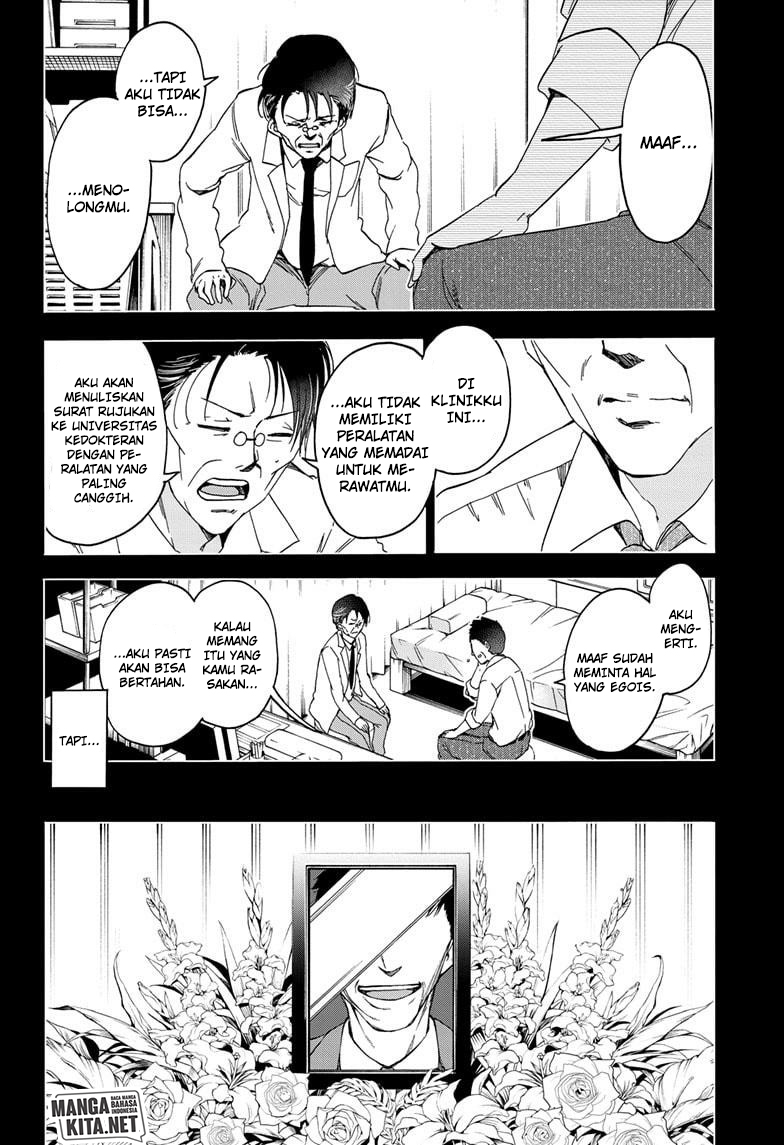 MAAF...
...TAPI
AKU TIDAK
BISA...
...MENO-
LONGMU.
DI
KLINIKKU
INI...
...AKU TIDAK
MEMILIKI
PERALATAN
YANG MEMADAI
UNTUK ME-
RAWATMU.
AKU AKAN
MENULISKAN
SURAT RUJUKAN
KE UNIVERSITAS
KEDOKTERAN
DENGAN PE-
RALATAN YANG
PALING
CANGGIH.
AKU
MENG-
ERTI.
MAAF SUDAH
MEMINTA HAL
YANG EGOIS.
KALAU
MEMANG
ITU YANG
KAMU RA-
SAKAN...
...AKU PASTI
AKAN BISA
BERTAHAN.
TAPI...
MANGA
KITA.NET
BACA MANGA
BAHASA
INDONESIA